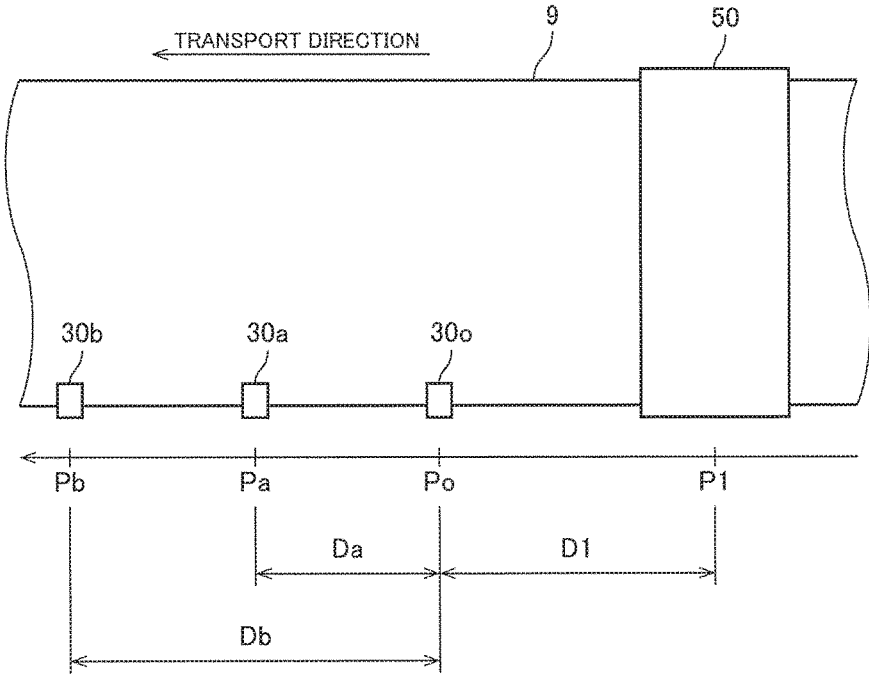 TRANSPORT DIRECTION
9
50
30b
30a
30o
Pb
Pa
Po
P1
Da
D1
Db